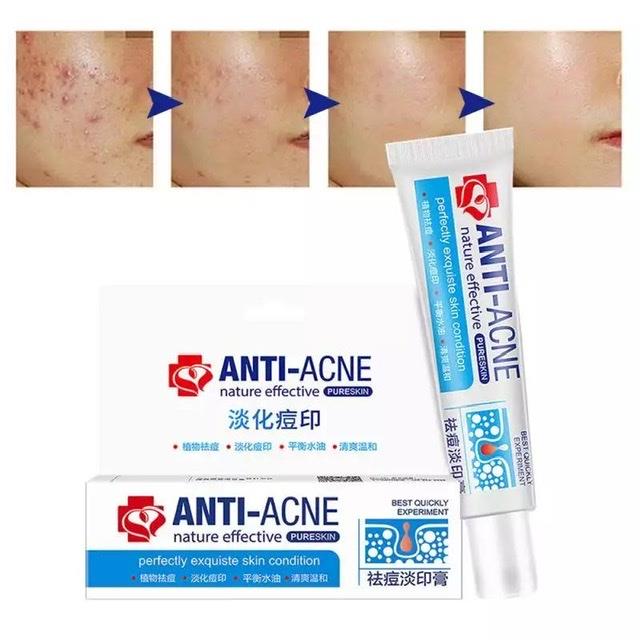 ANTI-ACNE
nature effective PURESKIN
淡化痘印
• 植物祛痘 • 淡化痘印 • 平衡水油 • 清爽温和
ANTI-ACNE
nature effective PURESKIN
perfectly exquiste skin condition
• 植物祛痘 • 淡化痘印 • 平衡水油 • 清爽温和
BEST QUICKLY
EXPERIMENT
祛痘淡印膏
ANTI-ACNE
nature effective PURESKIN
perfectly exquiste skin condition
• 植物祛痘 • 淡化痘印 • 平衡水油 • 清爽温和
BEST QUICKLY
EXPERIMENT
祛痘淡印膏